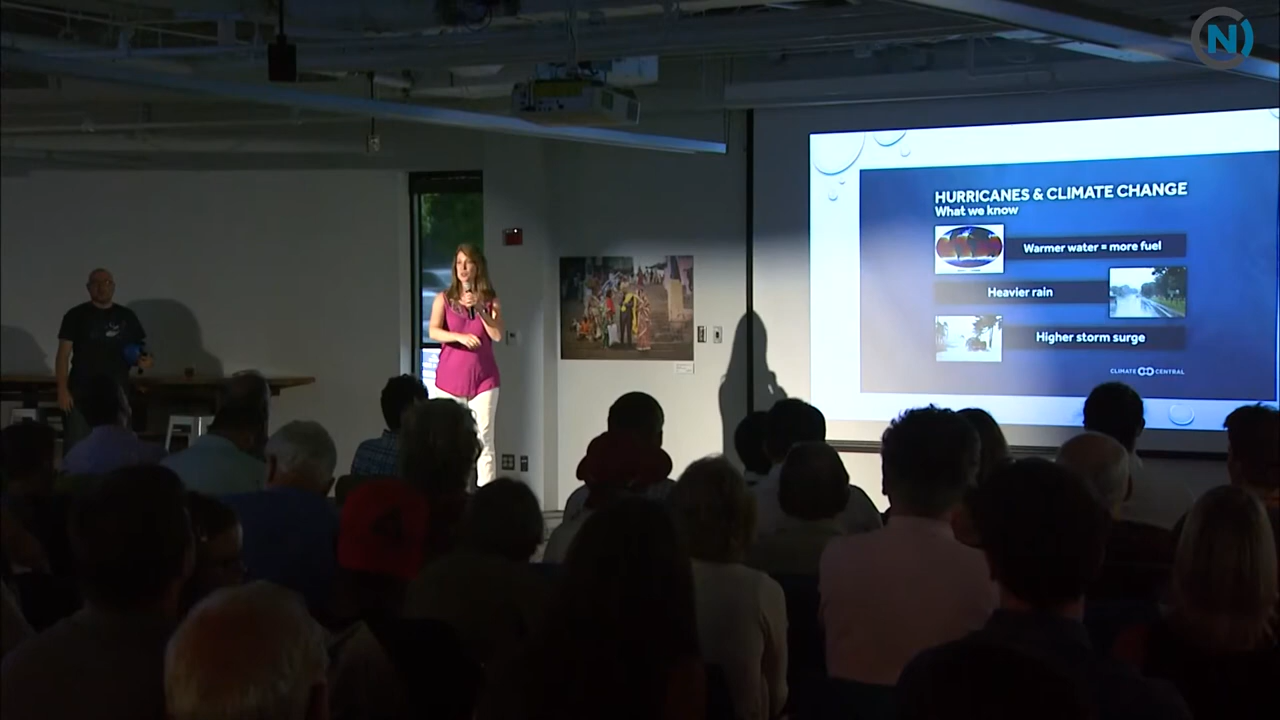 N
HURRICANES & CLIMATE CHANGE
What we know
Warmer water = more fuel
Heavier rain
Higher storm surge
CLIMATE CENTRAL